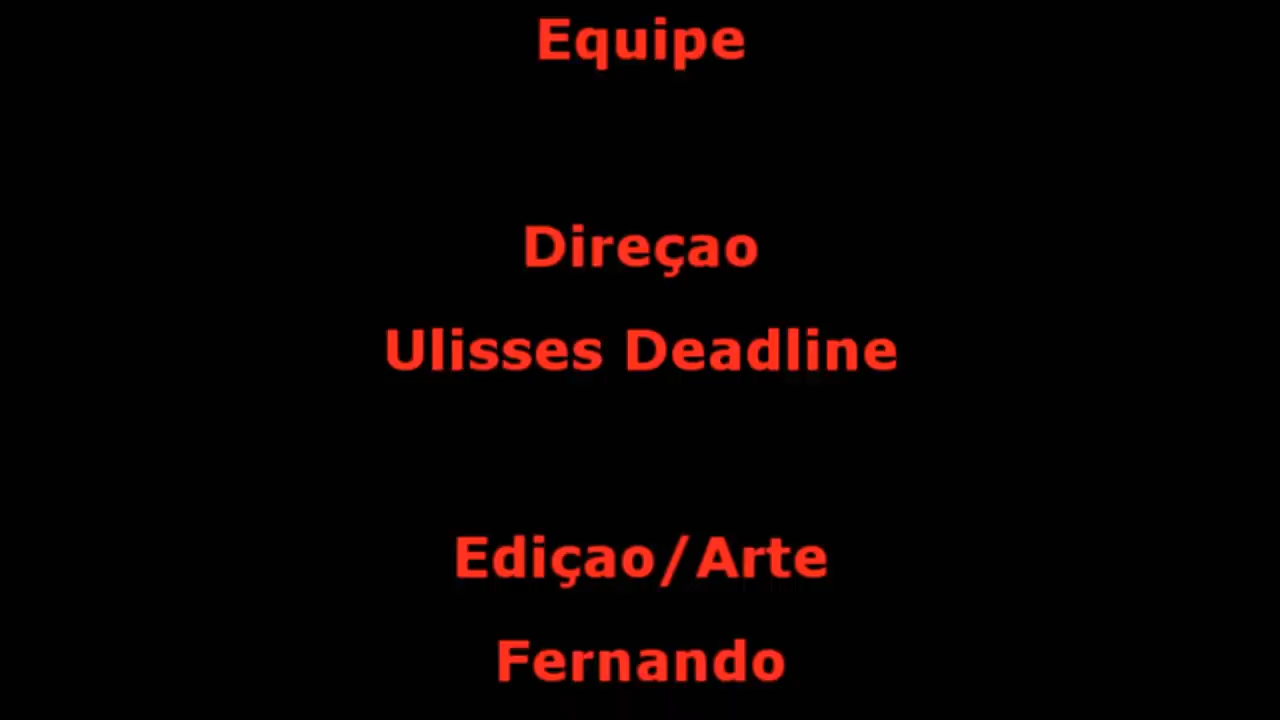 Equipe
Direçao
Ulisses Deadline
Ediçao/Arte
Fernando